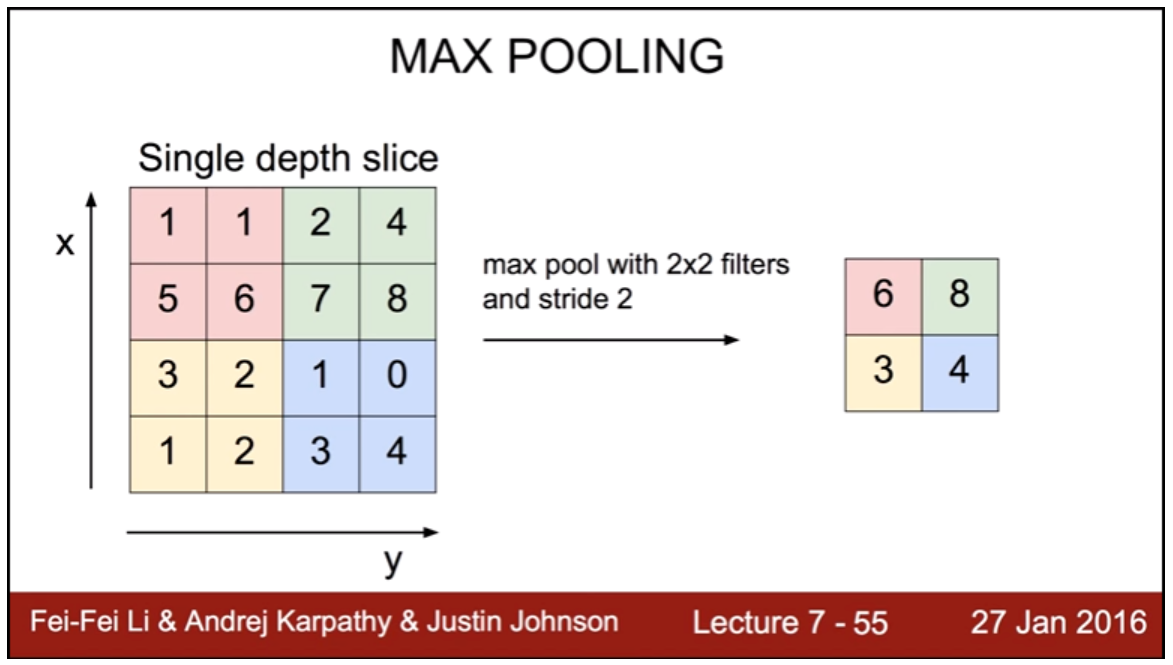 MAX POOLING
Single depth slice
x
1 1 2 4
5 6 7 8
3 2 1 0
1 2 3 4
y
max pool with 2x2 filters
and stride 2
6 8
3 4
Fei-Fei Li & Andrej Karpathy & Justin Johnson Lecture 7 - 55 27 Jan 2016